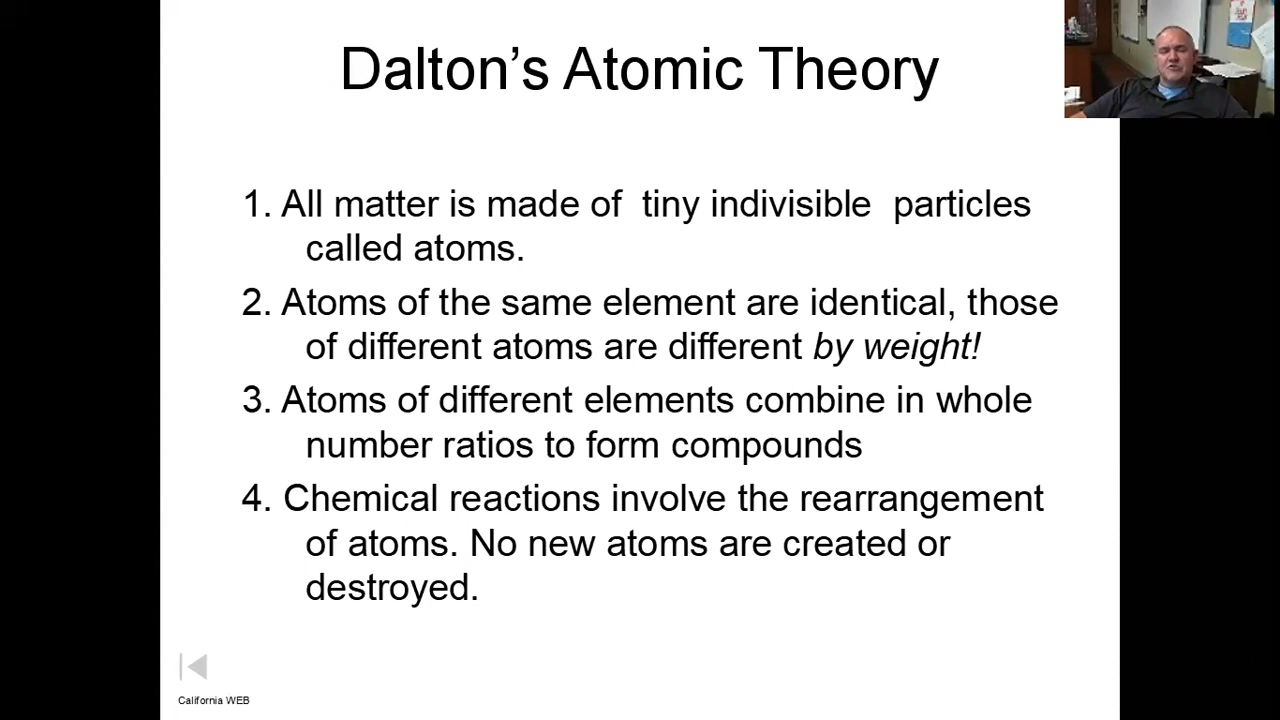 Dalton's Atomic Theory
1. All matter is made of  tiny indivisible  particles
called atoms.
2. Atoms of the same element are identical, those
of different atoms are different by weight!
3. Atoms of different elements combine in whole
number ratios to form compounds
4. Chemical reactions involve the rearrangement
of atoms. No new atoms are created or
destroyed.
California WEB